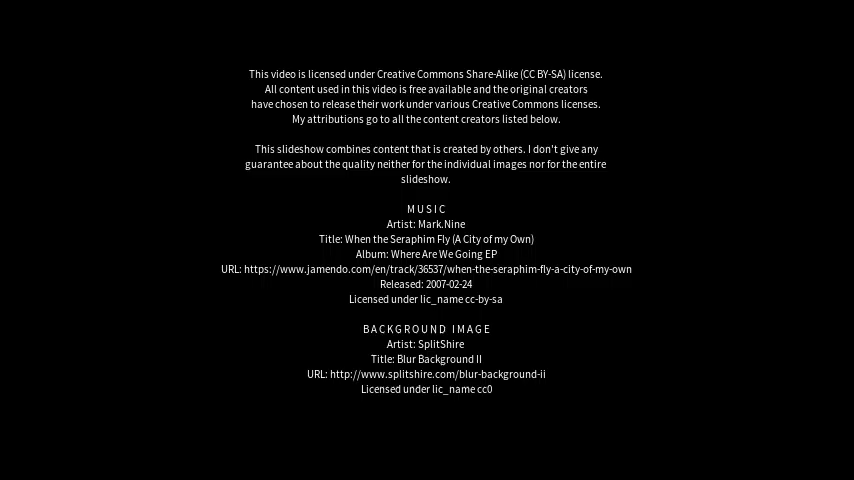 This video is licensed under Creative Commons Share-Alike (CC BY-SA) license.
All content used in this video is free available and the original creators
have chosen to release their work under various Creative Commons licenses.
My attributions go to all the content creators listed below.
This slideshow combines content that is created by others. I don't give any
guarantee about the quality neither for the individual images nor for the entire
slideshow.
MUSIC
Artist: Mark.Nine
Title: When the Seraphim Fly (A City of my Own)
Album: Where Are We Going EP
URL: https://www.jamendo.com/en/track/36537/when-the-seraphim-fly-a-city-of-my-own
Released: 2007-02-24
Licensed under lic_name cc-by-sa
BACKGROUND IMAGE
Artist: SplitShire
Title: Blur Background II
URL: http://www.splitshire.com/blur-background-ii
Licensed under lic_name cc0